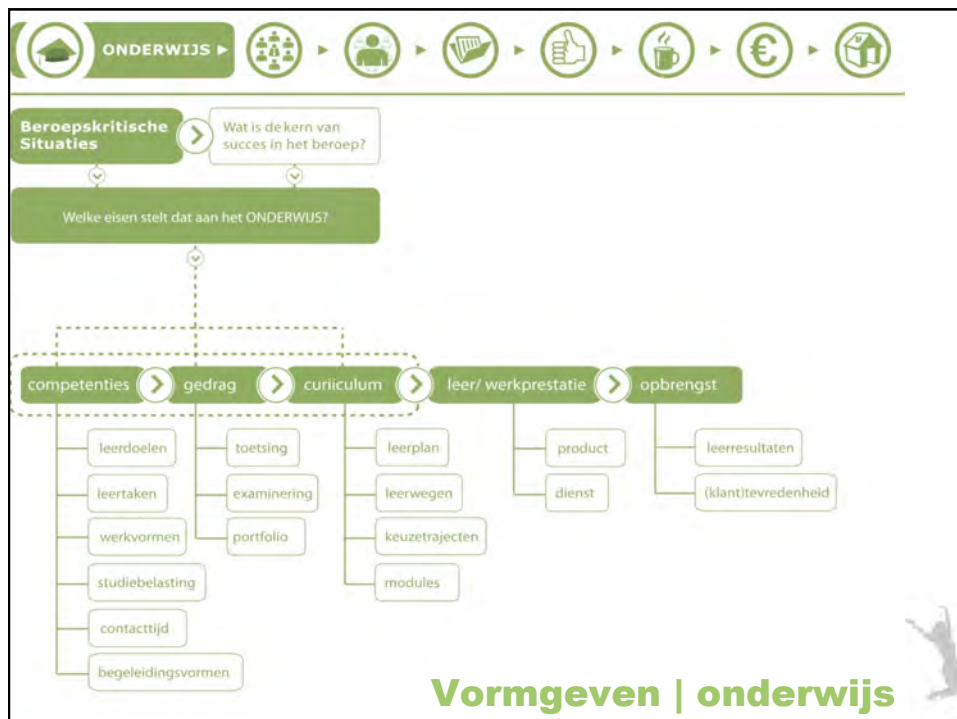 ONDERWIJS
€
Beroepskritische
Situaties
Wat is de kern van
succes in het beroep?
Welke eisen stelt dat aan het ONDERWIJS?
competenties
gedrag
curiiculum
leer/ werkprestatie
opbrengst
leerdoelen
toetsing
leerplan
product
leerresultaten
leertaken
examinering
leerwegen
dienst
(klant)tevredenheid
werkvormen
portfolio
keuzetrajecten
studiebelasting
modules
contacttijd
begeleidingsvormen
Vormgeven | onderwijs